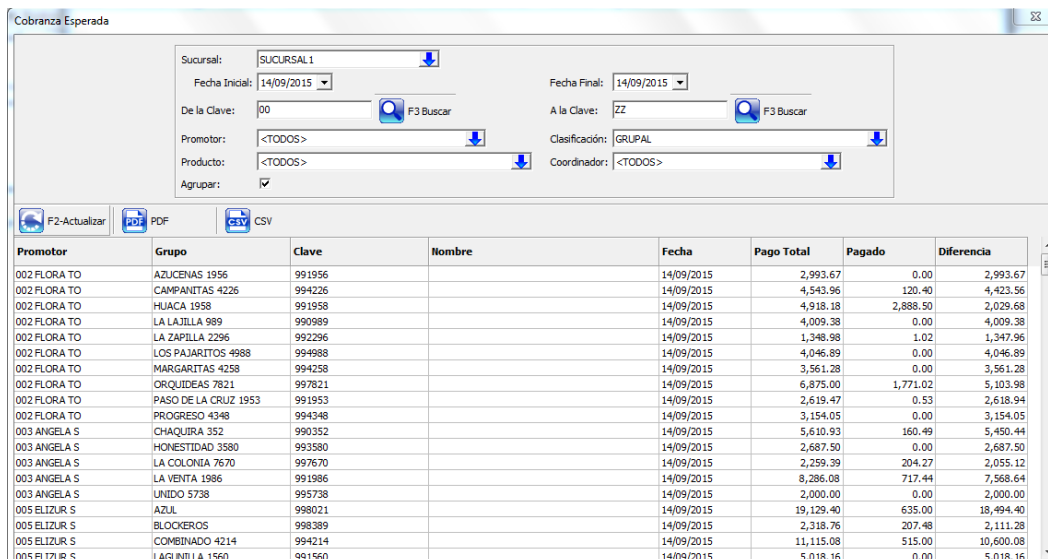 Cobranza Esperada
Sucursal: SUCURSAL1
Fecha Inicial: 14/09/2015 Fecha Final: 14/09/2015
De la Clave: 00 F3 Buscar A la Clave: ZZ F3 Buscar
Promotor: <TODOS> Clasificación: GRUPAL
Producto: <TODOS> Coordinador: <TODOS>
Agrupar:
F2-Actualizar PDF PDF CSV CSV
Promotor Grupo Clave Nombre Fecha Pago Total Pagado Diferencia
002 FLORA TO AZUCENAS 1956 991956 14/09/2015 2,993.67 0.00 2,993.67
002 FLORA TO CAMPANITAS 4226 994226 14/09/2015 4,543.96 120.40 4,423.56
002 FLORA TO HUACA 1958 991958 14/09/2015 4,918.18 2,888.50 2,029.68
002 FLORA TO LA LAJILLA 989 990989 14/09/2015 4,009.38 0.00 4,009.38
002 FLORA TO LA ZAPILLA 2296 992296 14/09/2015 1,348.98 1.02 1,347.96
002 FLORA TO LOS PAJARITOS 4988 994988 14/09/2015 4,046.89 0.00 4,046.89
002 FLORA TO MARGARITAS 4258 994258 14/09/2015 3,561.28 0.00 3,561.28
002 FLORA TO ORQUIDEAS 7821 997821 14/09/2015 6,875.00 1,771.02 5,103.98
002 FLORA TO PASO DE LA CRUZ 1953 991953 14/09/2015 2,619.47 0.53 2,618.94
002 FLORA TO PROGRESO 4348 994348 14/09/2015 3,154.05 0.00 3,154.05
003 ANGELA S CHAQUIRA 352 990352 14/09/2015 5,610.93 160.49 5,450.44
003 ANGELA S HONESTIDAD 3580 993580 14/09/2015 2,687.50 0.00 2,687.50
003 ANGELA S LA COLONIA 7670 997670 14/09/2015 2,259.39 204.27 2,055.12
003 ANGELA S LA VENTA 1986 991986 14/09/2015 8,286.08 717.44 7,568.64
003 ANGELA S UNIDO 5738 995738 14/09/2015 2,000.00 0.00 2,000.00
005 ELIZUR S AZUL 998021 14/09/2015 19,129.40 635.00 18,494.40
005 ELIZUR S BLOCKEROS 998389 14/09/2015 2,318.76 207.48 2,111.28
005 ELIZUR S COMBINADO 4214 994214 14/09/2015 11,115.08 515.00 10,600.08
005 ELIZUR S LAGUNILLA 1560 991560 14/09/2015 5,018.16 0.00 5,018.16